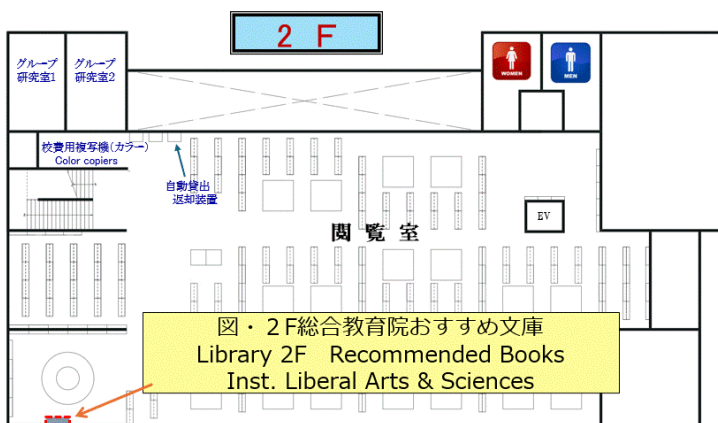 2 F
グループ
研究室1
グループ
研究室2
WOMEN
MEN
校費用複写機(カラー)
Color copiers
自動貸出
返却装置
閲 覧 室
EV
図・２F総合教育院おすすめ文庫
Library 2F Recommended Books
Inst. Liberal Arts & Sciences